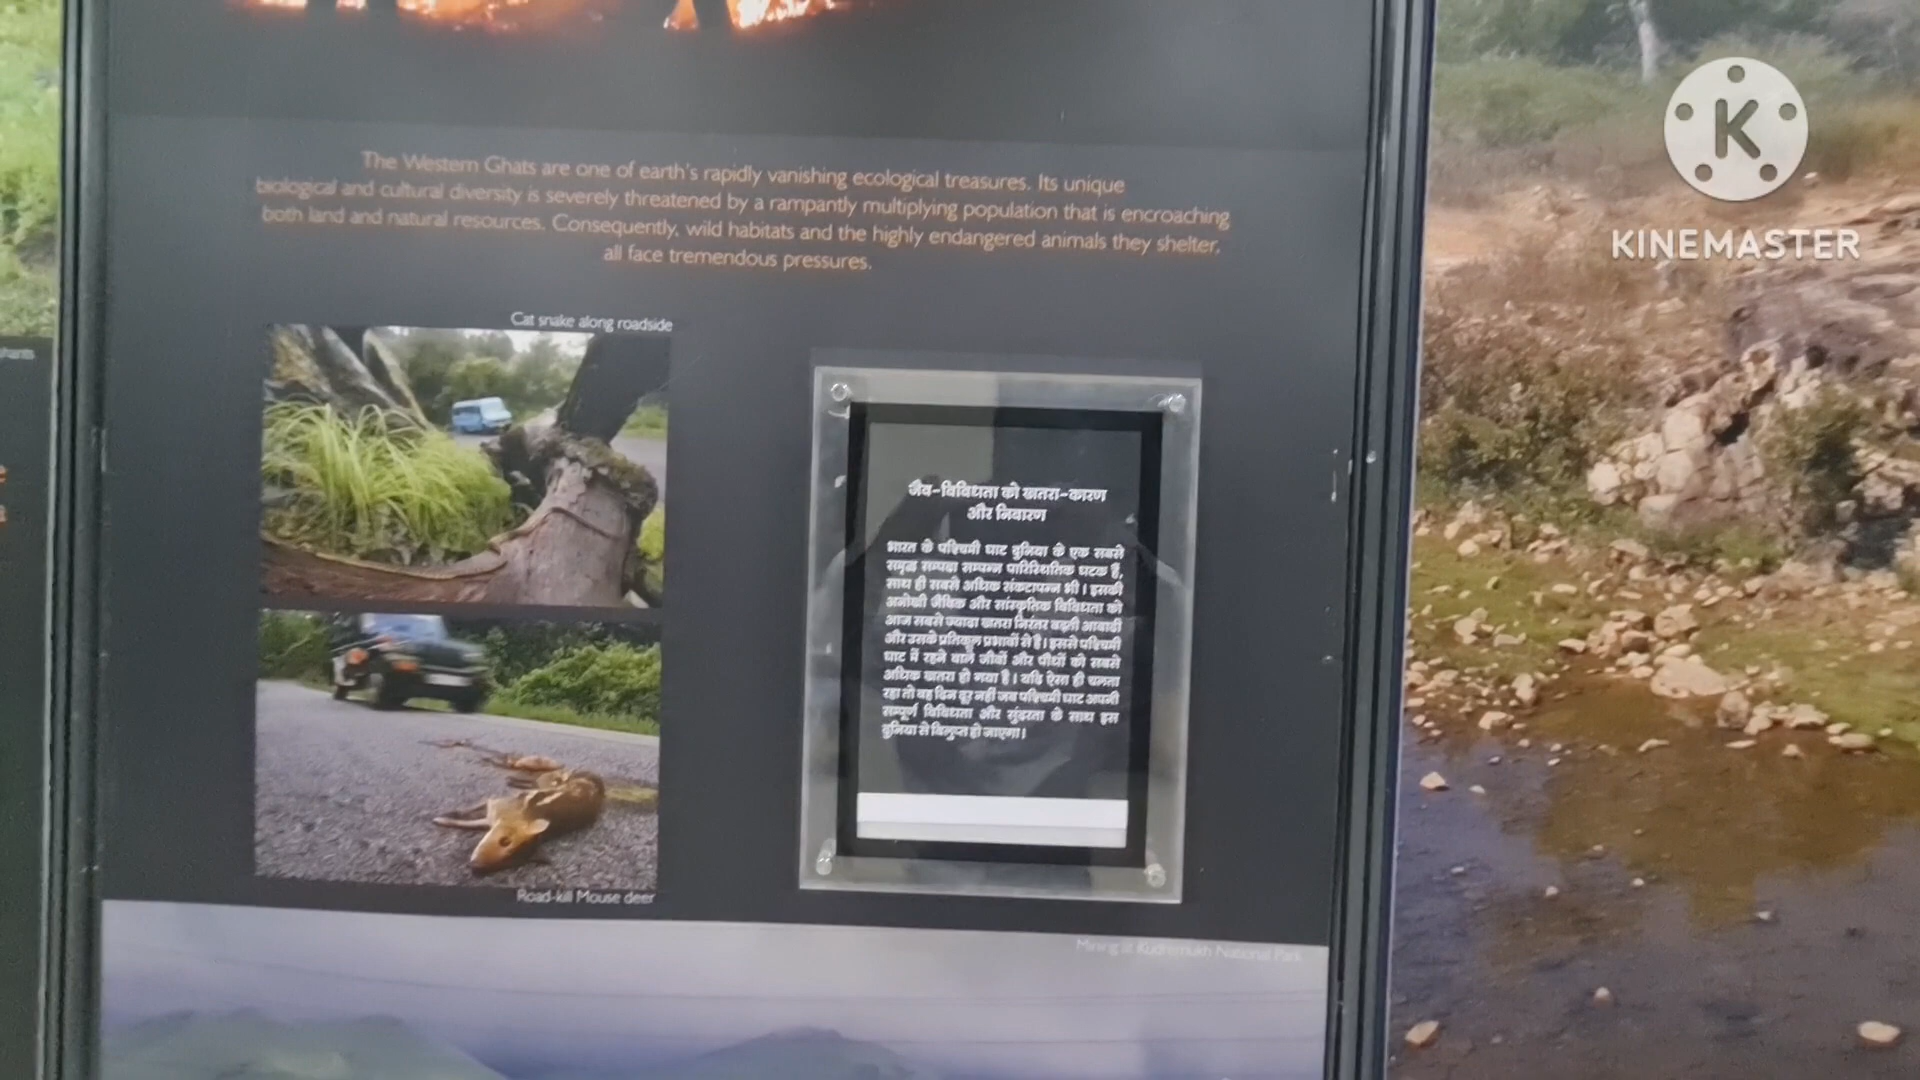 The Western Ghats are one of earth's rapidly vanishing ecological treasures. Its unique
biological and cultural diversity is severely threatened by a rampantly multiplying population that is encroaching
both land and natural resources. Consequently, wild habitats and the highly endangered animals they shelter,
all face tremendous pressures.
Cat snake along roadside
जैव-विविधता को खतरा-कारण
और निवारण
भारत के पश्चिमी घाट दुनिया के एक सबसे
समृद्ध सम्पदा सम्पन्न पारिस्थितिक घटक हैं,
साथ ही सबसे अधिक संकटापन्न भी। इसकी
अनोखी जैविक और सांस्कृतिक विविधता को
आज सबसे ज्यादा खतरा निरंतर बढ़ती आबादी
और उसके प्रतिकूल प्रभावों से है। इससे पश्चिमी
घाट में रहने वाले जीवों और पौधों को सबसे
अधिक खतरा हो गया है। यदि ऐसा ही चलता
रहा तो वह दिन दूर नहीं जब पश्चिमी घाट अपनी
सम्पूर्ण विविधता और सुंदरता के साथ इस
दुनिया से विलुप्त हो जाएगा।
Road-kill Mouse deer
Mining at Kudremukh National Park
K
KINEMASTER